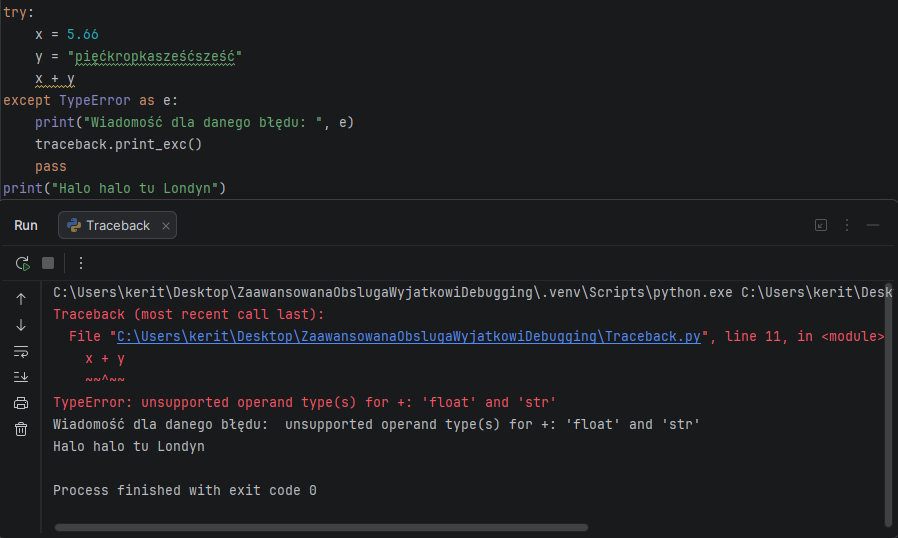 try:
    x = 5.66
    y = "pięćkropkasześćsześć"
    x + y
except TypeError as e:
    print("Wiadomość dla danego błędu: ", e)
    traceback.print_exc()
    pass
print("Halo halo tu Londyn")
Run Traceback
C:\Users\kerit\Desktop\ZaawansowanaObslugaWyjatkowiDebugging\.venv\Scripts\python.exe C:\Users\kerit\Desk
Traceback (most recent call last):
  File "C:\Users\kerit\Desktop\ZaawansowanaObslugaWyjatkowiDebugging\Traceback.py", line 11, in <module>
    x + y
    ~~^~~
TypeError: unsupported operand type(s) for +: 'float' and 'str'
Wiadomość dla danego błędu:  unsupported operand type(s) for +: 'float' and 'str'
Halo halo tu Londyn
Process finished with exit code 0